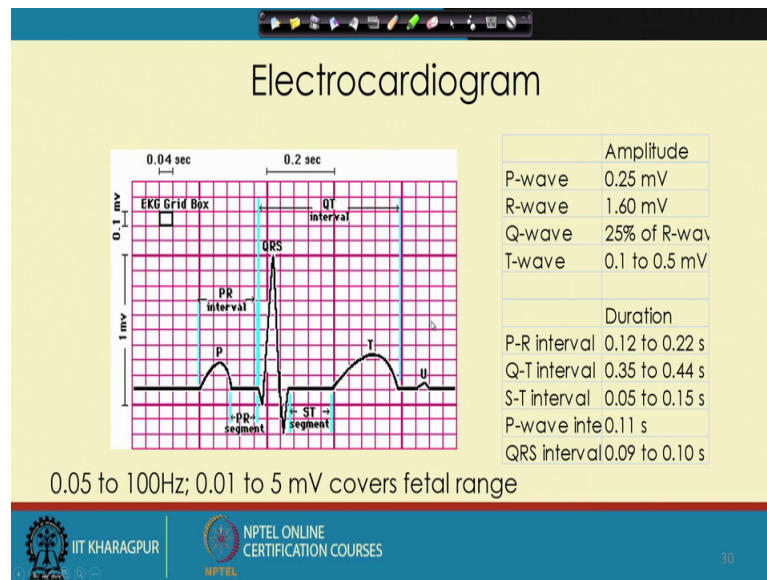 Electrocardiogram
0.04 sec
0.2 sec
0.1 mv
EKG Grid Box
QT
interval
QRS
PR
interval
1 mv
P
T
U
PR
segment
ST
segment
Amplitude
P-wave 0.25 mV
R-wave 1.60 mV
Q-wave 25% of R-wav
T-wave 0.1 to 0.5 mV
Duration
P-R interval 0.12 to 0.22 s
Q-T interval 0.35 to 0.44 s
S-T interval 0.05 to 0.15 s
P-wave inte 0.11 s
QRS interval 0.09 to 0.10 s
0.05 to 100Hz; 0.01 to 5 mV covers fetal range
IIT KHARAGPUR
NPTEL
NPTEL ONLINE
CERTIFICATION COURSES
30